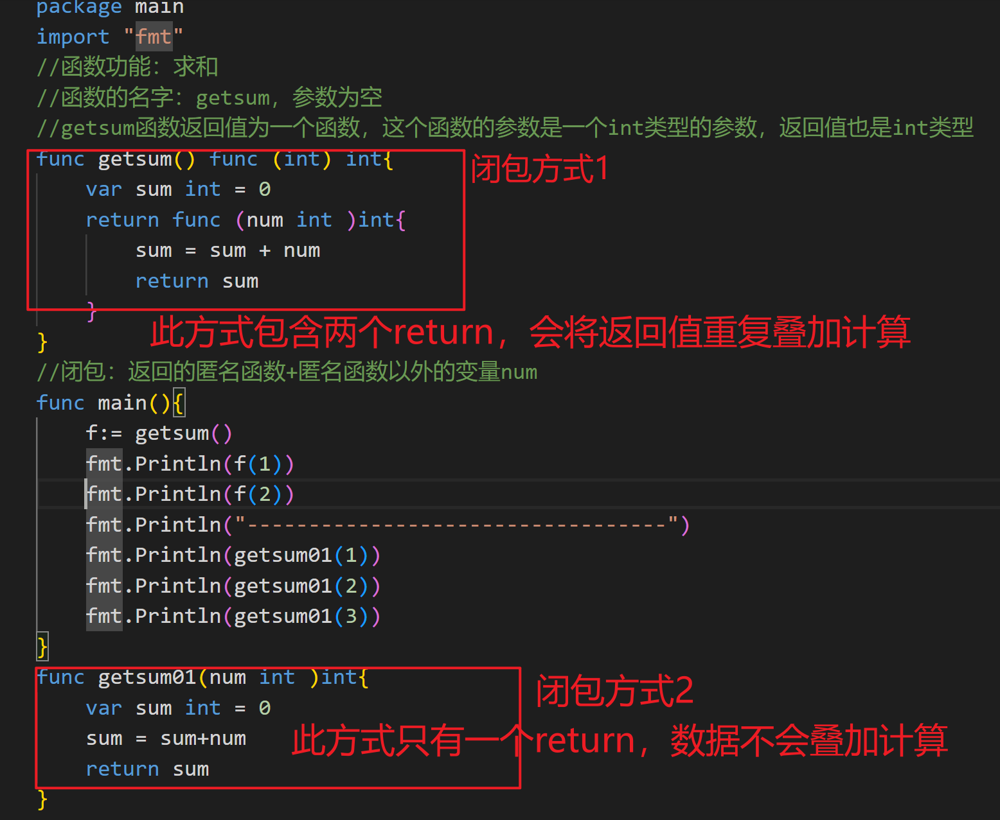 package main
import "fmt"
//函数功能：求和
//函数的名字：getsum，参数为空
//getsum函数返回值为一个函数，这个函数的参数是一个int类型的参数，返回值也是int类型
func getsum() func (int) int{
闭包方式1
    var sum int = 0
    return func (num int )int{
        sum = sum + num
        return sum
    }
此方式包含两个return，会将返回值重复叠加计算
}
//闭包：返回的匿名函数+匿名函数以外的变量num
func main(){
    f:= getsum()
    fmt.Println(f(1))
    fmt.Println(f(2))
    fmt.Println("----------------------------------")
    fmt.Println(getsum01(1))
    fmt.Println(getsum01(2))
    fmt.Println(getsum01(3))
}
func getsum01(num int )int{
闭包方式2
    var sum int = 0
    sum = sum+num
此方式只有一个return，数据不会叠加计算
    return sum
}